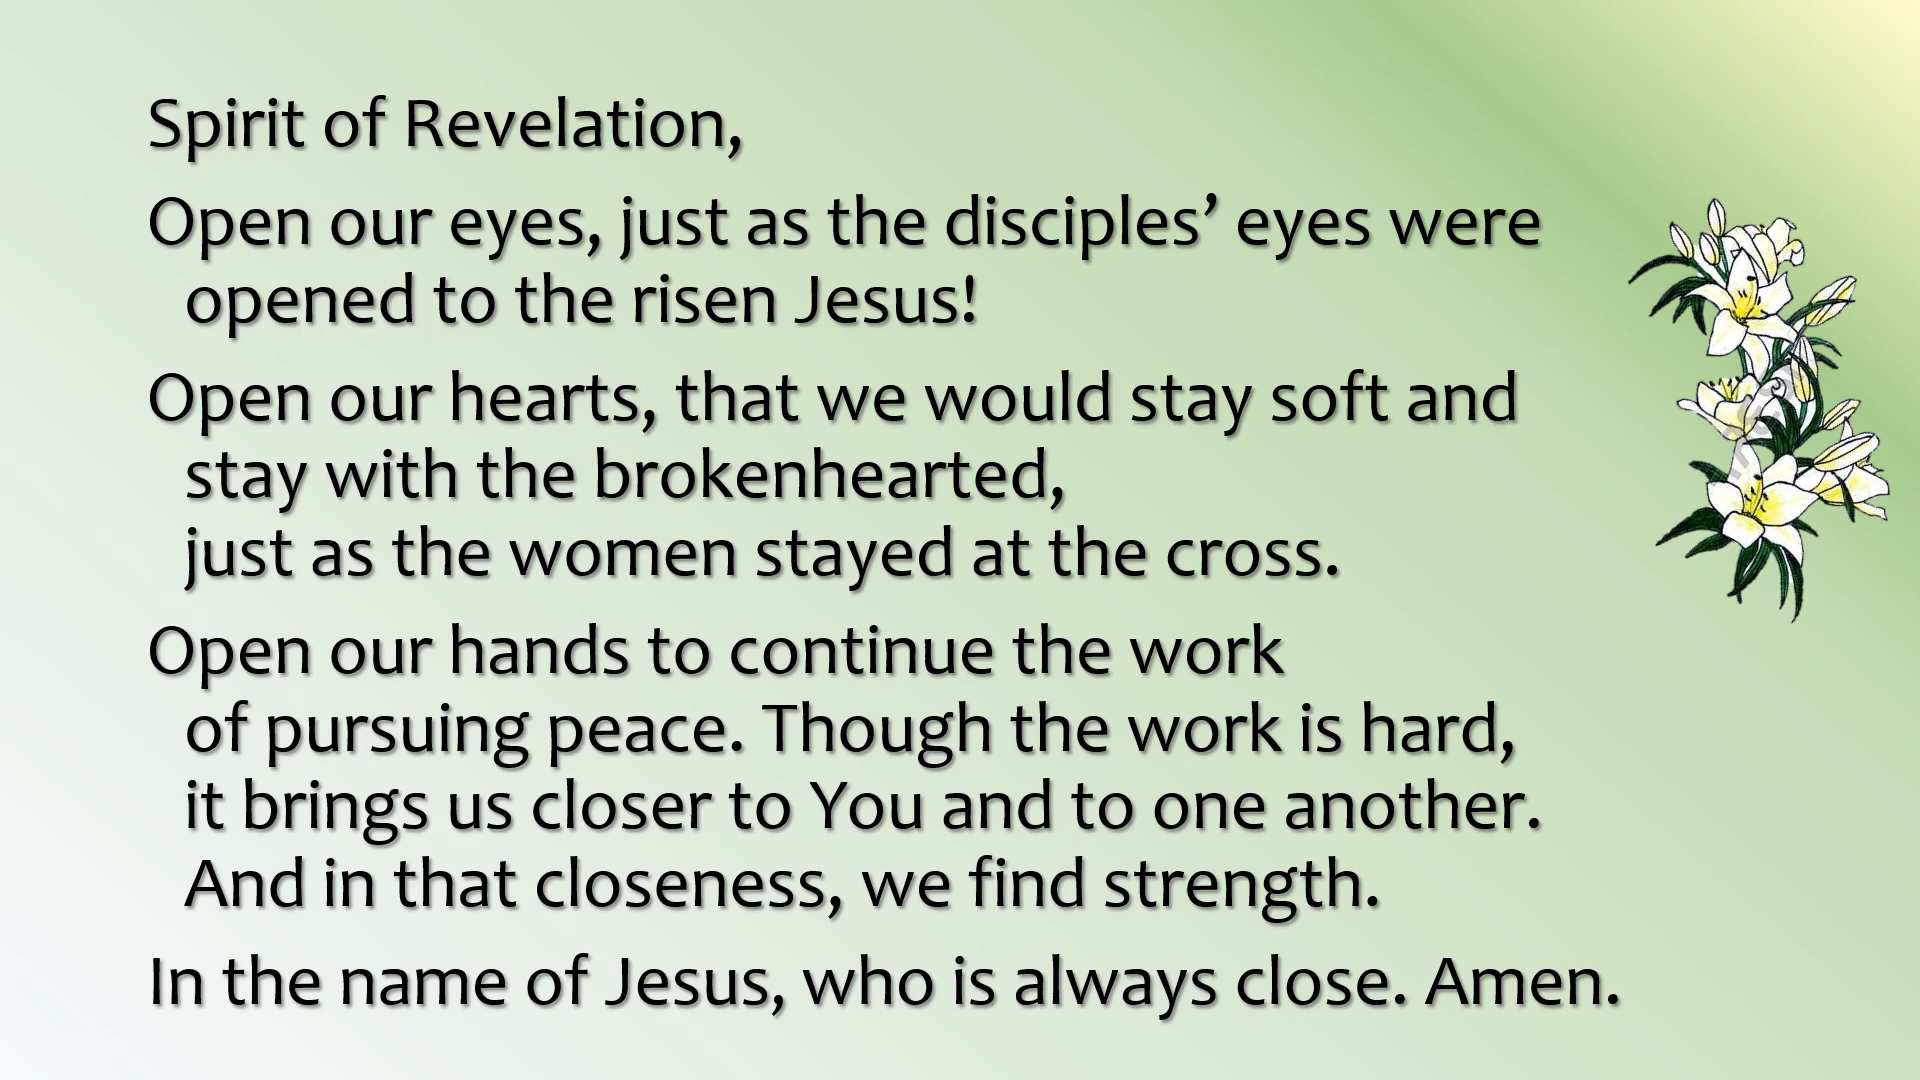 Spirit of Revelation,
Open our eyes, just as the disciples’ eyes were
opened to the risen Jesus!
Open our hearts, that we would stay soft and
stay with the brokenhearted,
just as the women stayed at the cross.
Open our hands to continue the work
of pursuing peace. Though the work is hard,
it brings us closer to You and to one another.
And in that closeness, we find strength.
In the name of Jesus, who is always close. Amen.